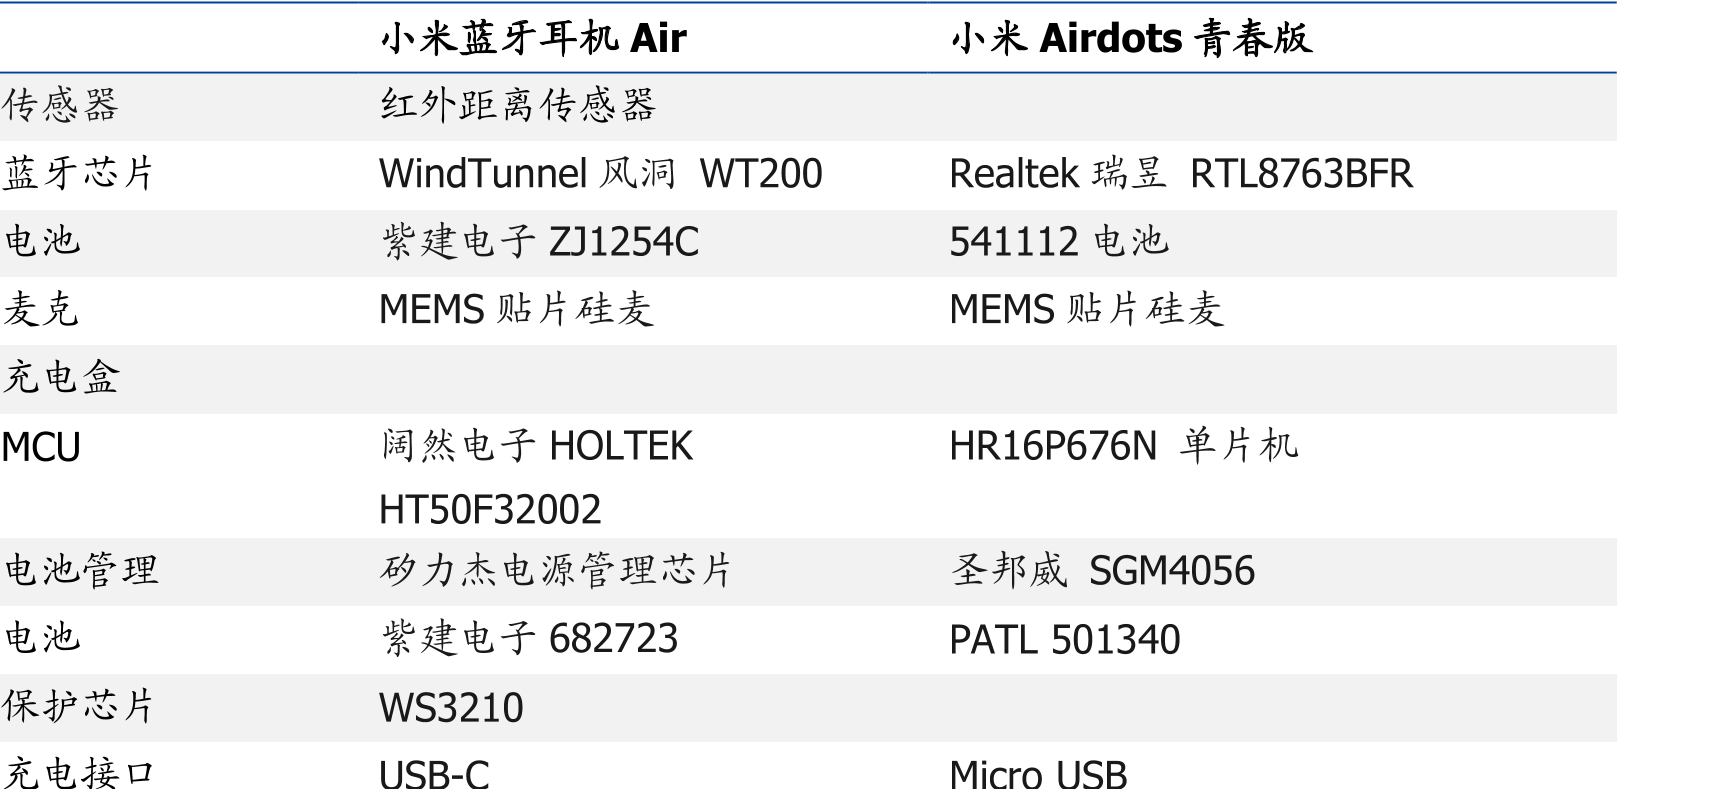 小米蓝牙耳机 Air 小米 Airdots 青春版
传感器 红外距离传感器
蓝牙芯片 WindTunnel 风洞 WT200 Realtek 瑞昱 RTL8763BFR
电池 紫建电子 ZJ1254C 541112 电池
麦克 MEMS 贴片硅麦 MEMS 贴片硅麦
充电盒
MCU 阔然电子 HOLTEK HR16P676N 单片机
HT50F32002
电池管理 矽力杰电源管理芯片 圣邦威 SGM4056
电池 紫建电子 682723 PATL 501340
保护芯片 WS3210
充电接口 USB-C Micro USB